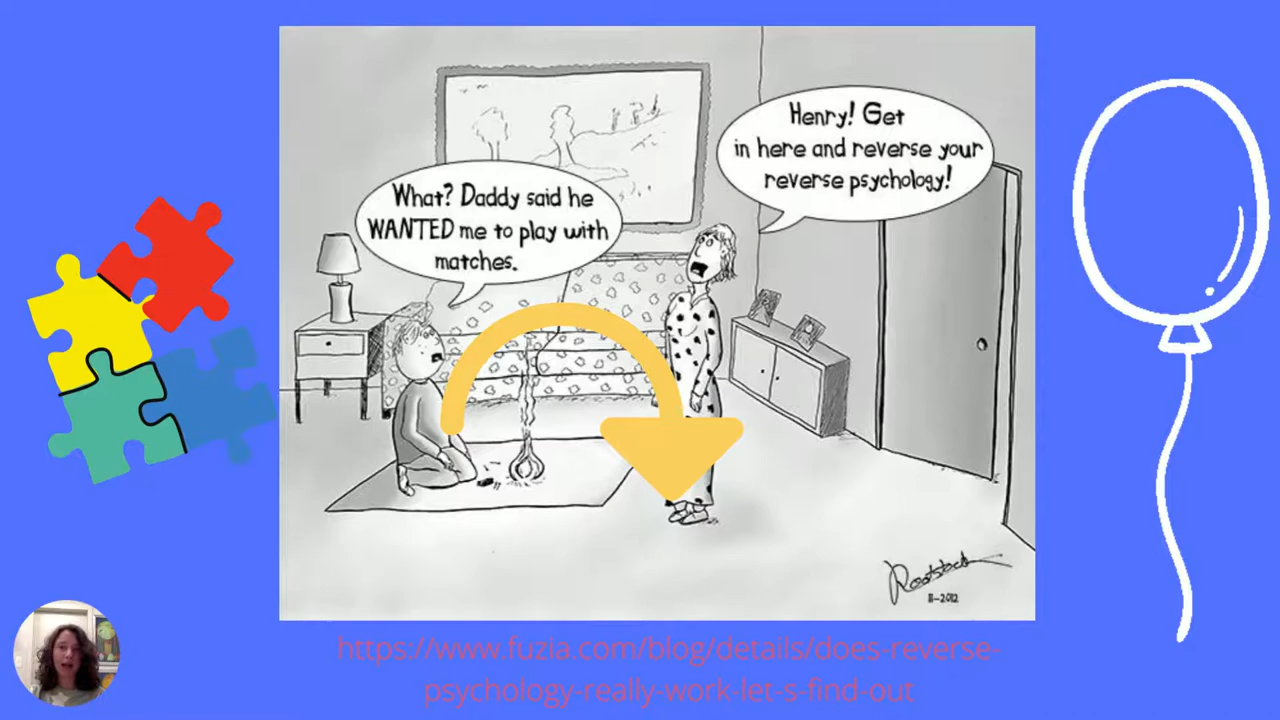 Henry! Get
in here and reverse your
reverse psychology!
What? Daddy said he
WANTED me to play with
matches.
11-2012
https://www.fuzia.com/blog/details/does-reverse-
psychology-really-work-let-s-find-out